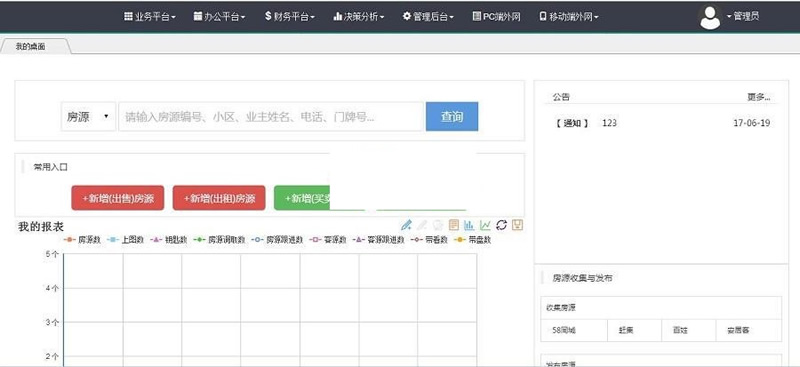 业务平台 办公平台 $ 财务平台 决策分析 管理后台 PC端外网 移动端外网 管理员
我的桌面
房源 请输入房源编号、小区、业主姓名、电话、门牌号... 查询
常用入口
+新增(出售)房源 +新增(出租)房源 +新增(买卖
我的报表
房源数 上图数 钥匙数 房源调取数 房源跟进数 客源数 客源跟进数 带看数 带盘数
5个
4个
3个
2个
公告 更多...
【 通知 】 123 17-06-19
房源收集与发布
收集房源
58同城 赶集 百姓 安居客
发布房源